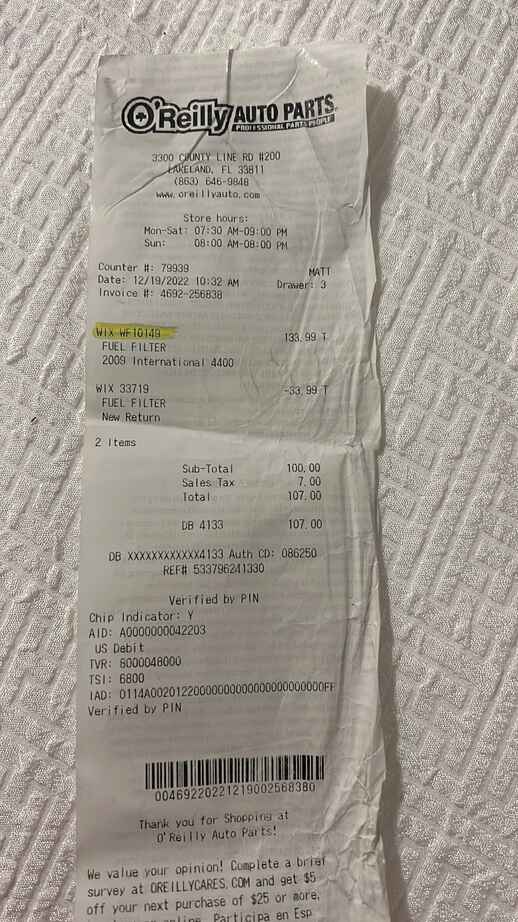 O'Reilly AUTO PARTS
PROFESSIONAL PARTS PEOPLE
3300 COUNTY LINE RD #200
LAKELAND, FL 33811
(863) 646-9848
www.oreillyauto.com
Store hours:
Mon-Sat: 07:30 AM-09:00 PM
Sun: 08:00 AM-08:00 PM
Counter #: 79939 MATT
Date: 12/19/2022 10:32 AM Drawer: 3
Invoice #: 4692-256838
WIX WF10149 133.99 T
FUEL FILTER
2009 International 4400
WIX 33719 -33.99 T
FUEL FILTER
New Return
2 Items
Sub-Total 100.00
Sales Tax 7.00
Total 107.00
DB 4133 107.00
DB XXXXXXXXXXXX4133 Auth CD: 086250
REF# 533796241330
Verified by PIN
Chip Indicator: Y
AID: A0000000042203
US Debit
TVR: 8000048000
TSI: 6800
IAD: 0114A00201220000000000000000000000FF
Verified by PIN
004692202212190002568380
Thank you for Shopping at
O'Reilly Auto Parts!
We value your opinion! Complete a brief
survey at OREILLYCARES.COM and get $5
off your next purchase of $25 or more.
online. Participa en Esp